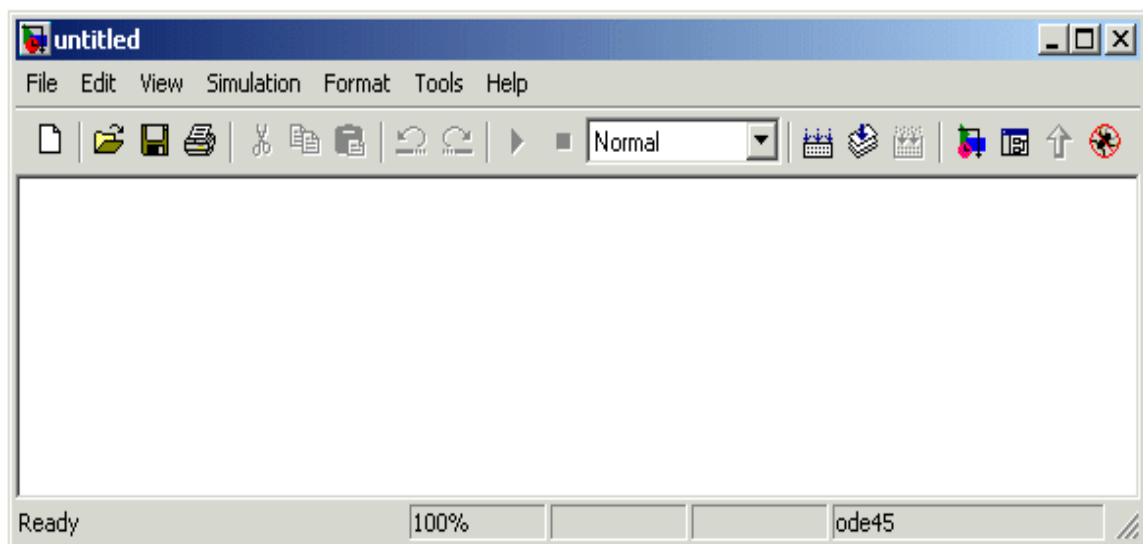 untitled
File Edit View Simulation Format Tools Help
Normal
Ready 100% ode45